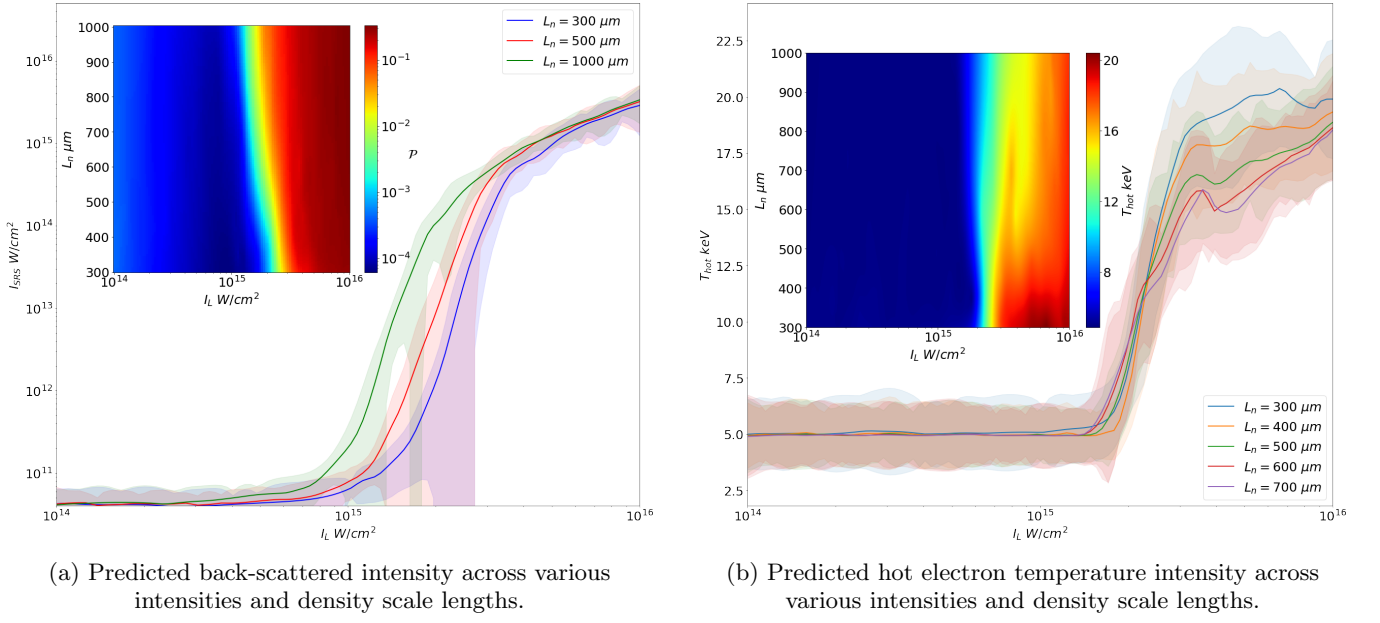 L_n = 300 μm
L_n = 500 μm
L_n = 1000 μm
10^16
10^15
10^14
10^13
10^12
10^11
I_SRS W/cm^2
10^14
10^15
10^16
I_L W/cm^2
1000
900
800
700
600
500
400
300
L_n μm
10^14
10^15
10^16
I_L W/cm^2
10^-1
10^-2
10^-3
10^-4
𝒫
22.5
20.0
17.5
15.0
12.5
10.0
7.5
5.0
2.5
T_hot keV
10^14
10^15
10^16
I_L W/cm^2
1000
900
800
700
600
500
400
300
L_n μm
10^14
10^15
10^16
I_L W/cm^2
20
16
12
8
T_hot keV
L_n = 300 μm
L_n = 400 μm
L_n = 500 μm
L_n = 600 μm
L_n = 700 μm
(a) Predicted back-scattered intensity across various
intensities and density scale lengths.
(b) Predicted hot electron temperature intensity across
various intensities and density scale lengths.